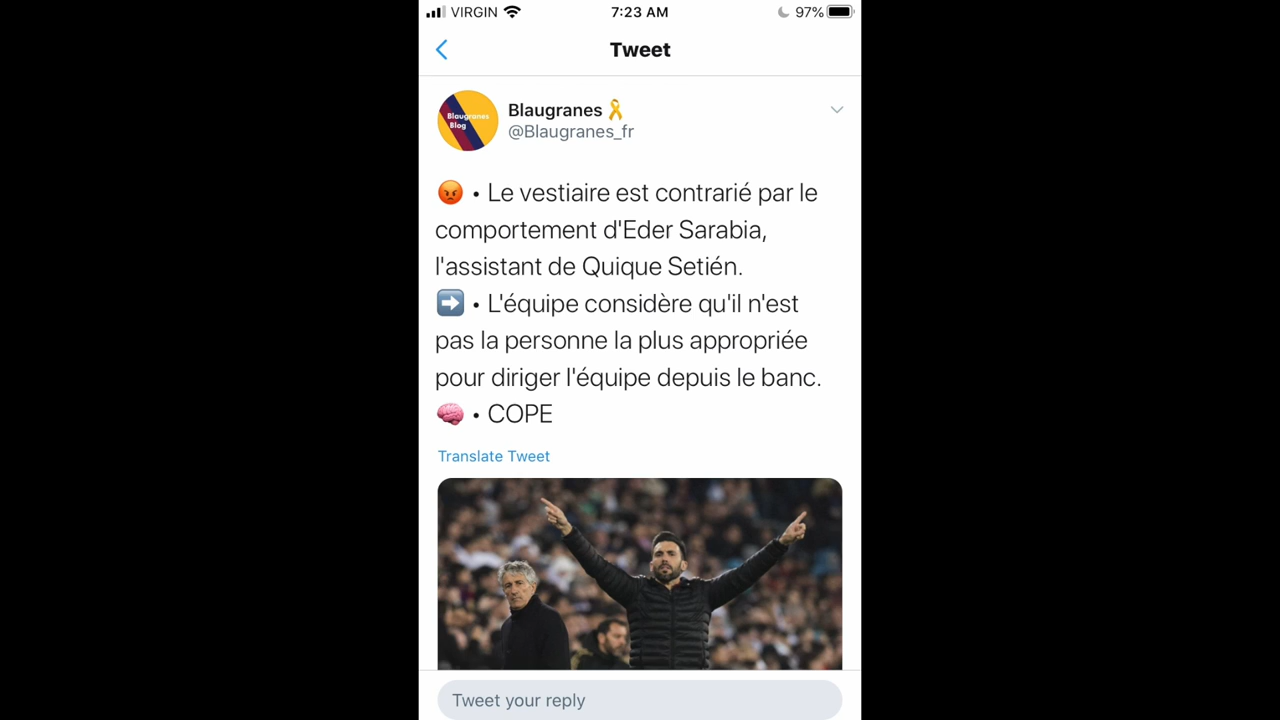 VIRGIN
7:23 AM
97%
Tweet
Blaugranes
Blog
Blaugranes🎗️
@Blaugranes_fr
😡 • Le vestiaire est contrarié par le
comportement d'Eder Sarabia,
l'assistant de Quique Setién.
➡️ • L'équipe considère qu'il n'est
pas la personne la plus appropriée
pour diriger l'équipe depuis le banc.
🧠 • COPE
Translate Tweet
Tweet your reply